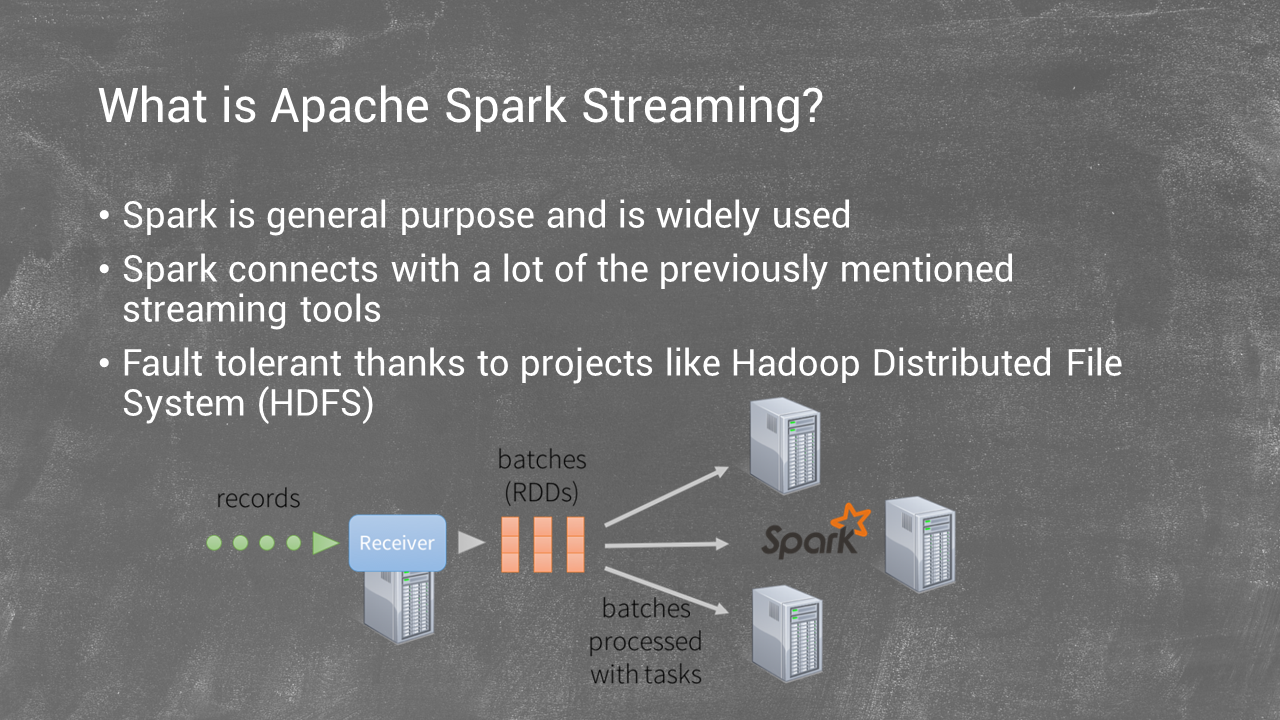 What is Apache Spark Streaming?
• Spark is general purpose and is widely used
• Spark connects with a lot of the previously mentioned
streaming tools
• Fault tolerant thanks to projects like Hadoop Distributed File
System (HDFS)
records
Receiver
batches
(RDDs)
batches
processed
with tasks
Spark